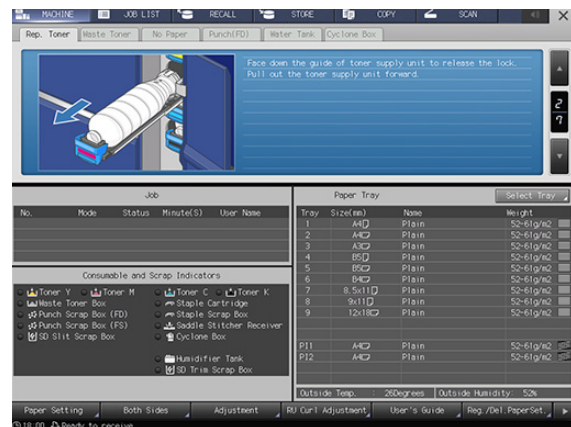 MACHINE JOB LIST RECALL STORE COPY SCAN
Rep. Toner Waste Toner No Paper Punch(FD) Water Tank Cyclone Box
Face down the guide of toner supply unit to release the lock.
Pull out the toner supply unit forward.
2
7
Job
No. Mode Status Minute(S) User Name
Consumable and Scrap Indicators
Toner Y Toner M Toner C Toner K
Waste Toner Box Staple Cartridge
Punch Scrap Box (FD) Staple Scrap Box
Punch Scrap Box (FS) Saddle Stitcher Receiver
SD Slit Scrap Box Cyclone Box
Humidifier Tank
SD Trim Scrap Box
Paper Tray Select Tray
Tray Size(mm) Name Weight
1 A4 Plain 52-61g/m2
2 A4 Plain 52-61g/m2
3 A3 Plain 52-61g/m2
4 B5 Plain 52-61g/m2
5 B5 Plain 52-61g/m2
6 B4 Plain 52-61g/m2
7 8.5x11 Plain 52-61g/m2
8 9x11 Plain 52-61g/m2
9 12x18 Plain 52-61g/m2
PI1 A4 Plain 52-61g/m2
PI2 A4 Plain 52-61g/m2
Outside Temp. : 26Degrees Outside Humidity: 52%
Paper Setting Both Sides Adjustment RU Curl Adjustment User's Guide Reg./Del.PaperSet.
18:00 Ready to receive